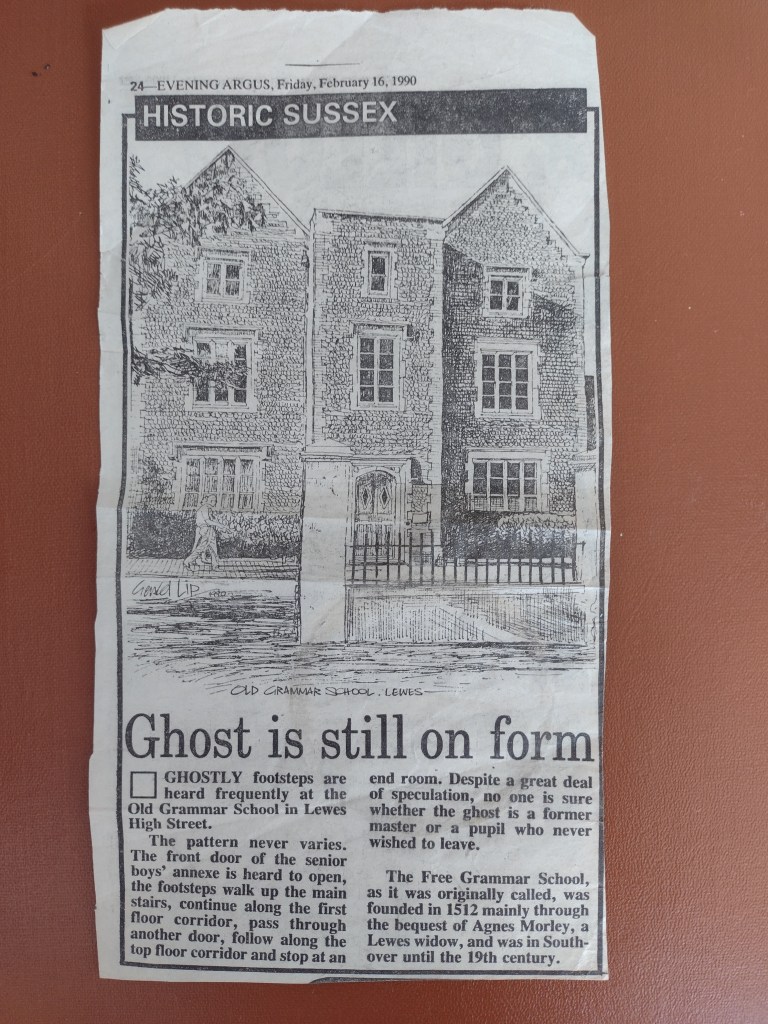 24—EVENING ARGUS, Friday, February 16, 1990
HISTORIC SUSSEX
Gerald Lip
OLD GRAMMAR SCHOOL. LEWES
Ghost is still on form
GHOSTLY footsteps are
heard frequently at the
Old Grammar School in Lewes
High Street.
The pattern never varies.
The front door of the senior
boys' annexe is heard to open,
the footsteps walk up the main
stairs, continue along the first
floor corridor, pass through
another door, follow along the
top floor corridor and stop at an
end room. Despite a great deal
of speculation, no one is sure
whether the ghost is a former
master or a pupil who never
wished to leave.
The Free Grammar School,
as it was originally called, was
founded in 1512 mainly through
the bequest of Agnes Morley, a
Lewes widow, and was in South-
over until the 19th century.